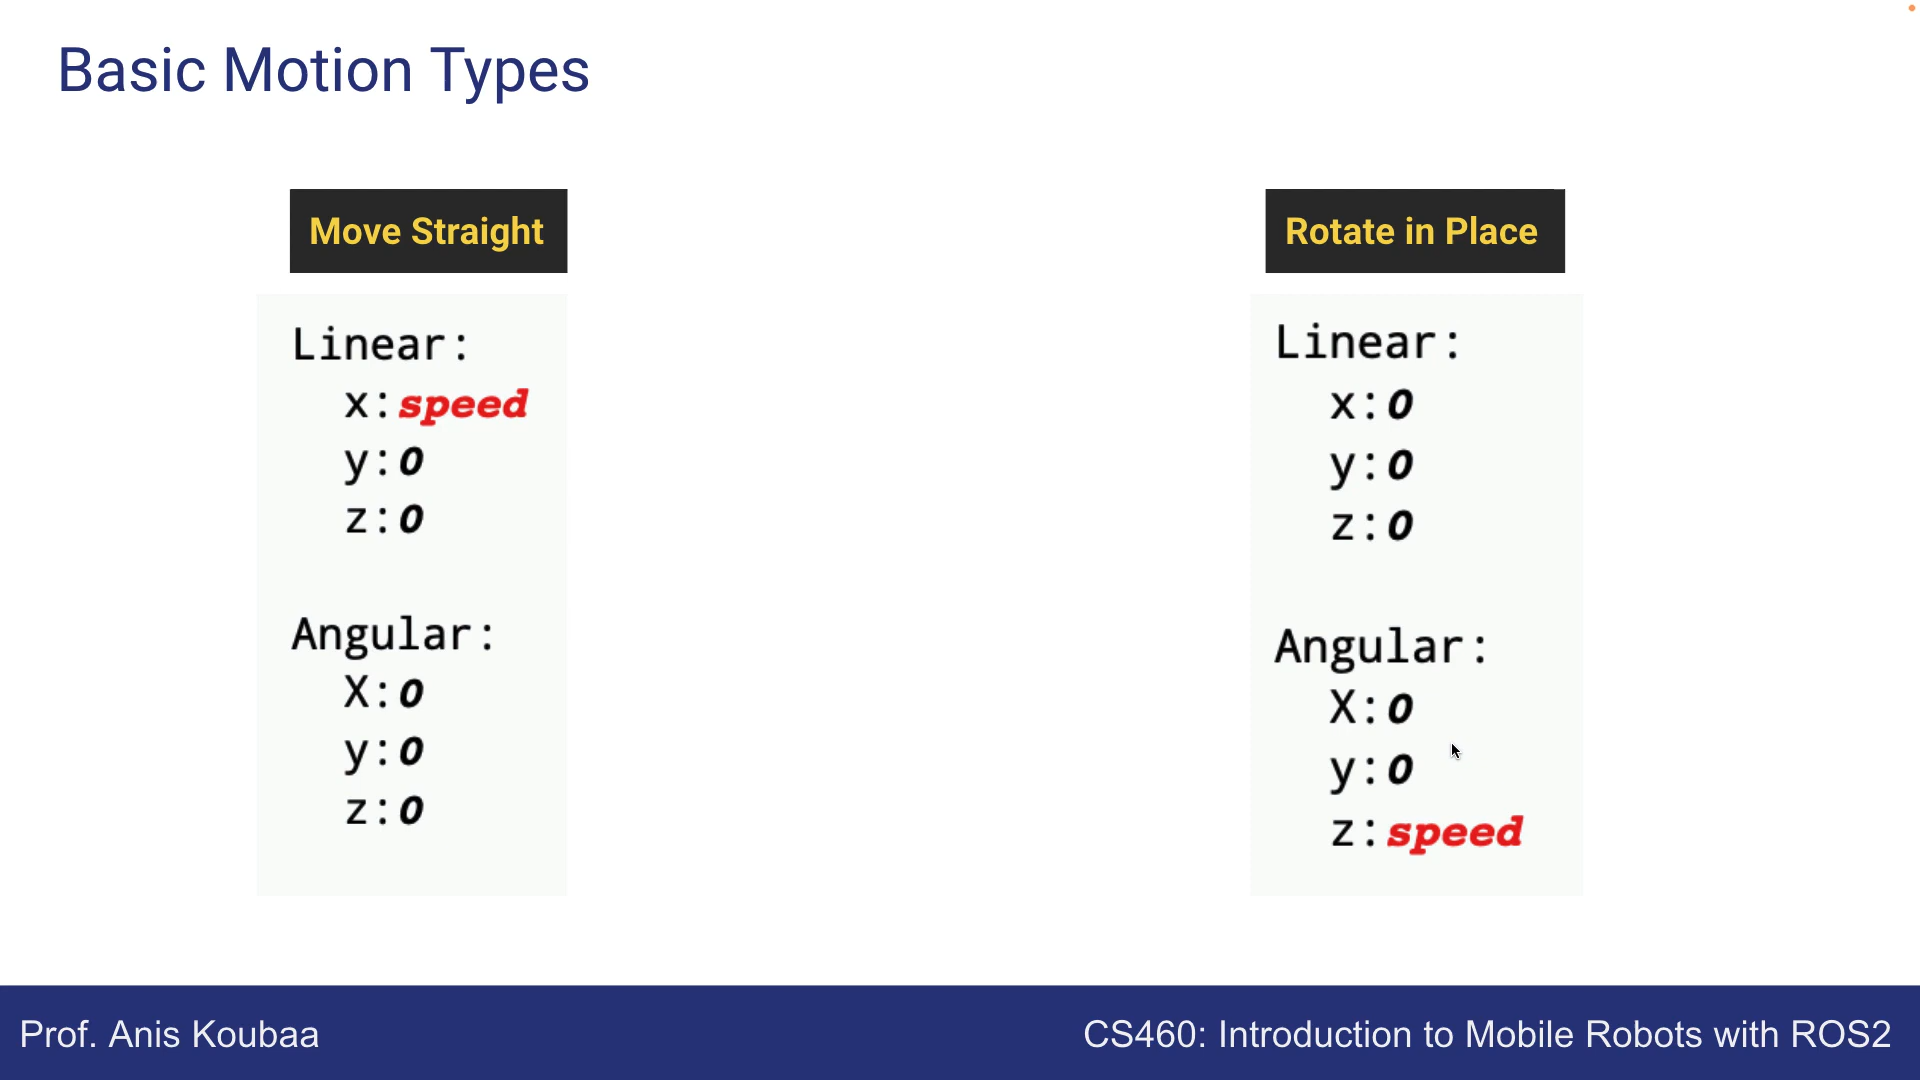 Basic Motion Types
Move Straight
Linear:
x:speed
y:0
z:0
Angular:
X:0
y:0
z:0
Rotate in Place
Linear:
x:0
y:0
z:0
Angular:
X:0
y:0
z:speed
Prof. Anis Koubaa
CS460: Introduction to Mobile Robots with ROS2